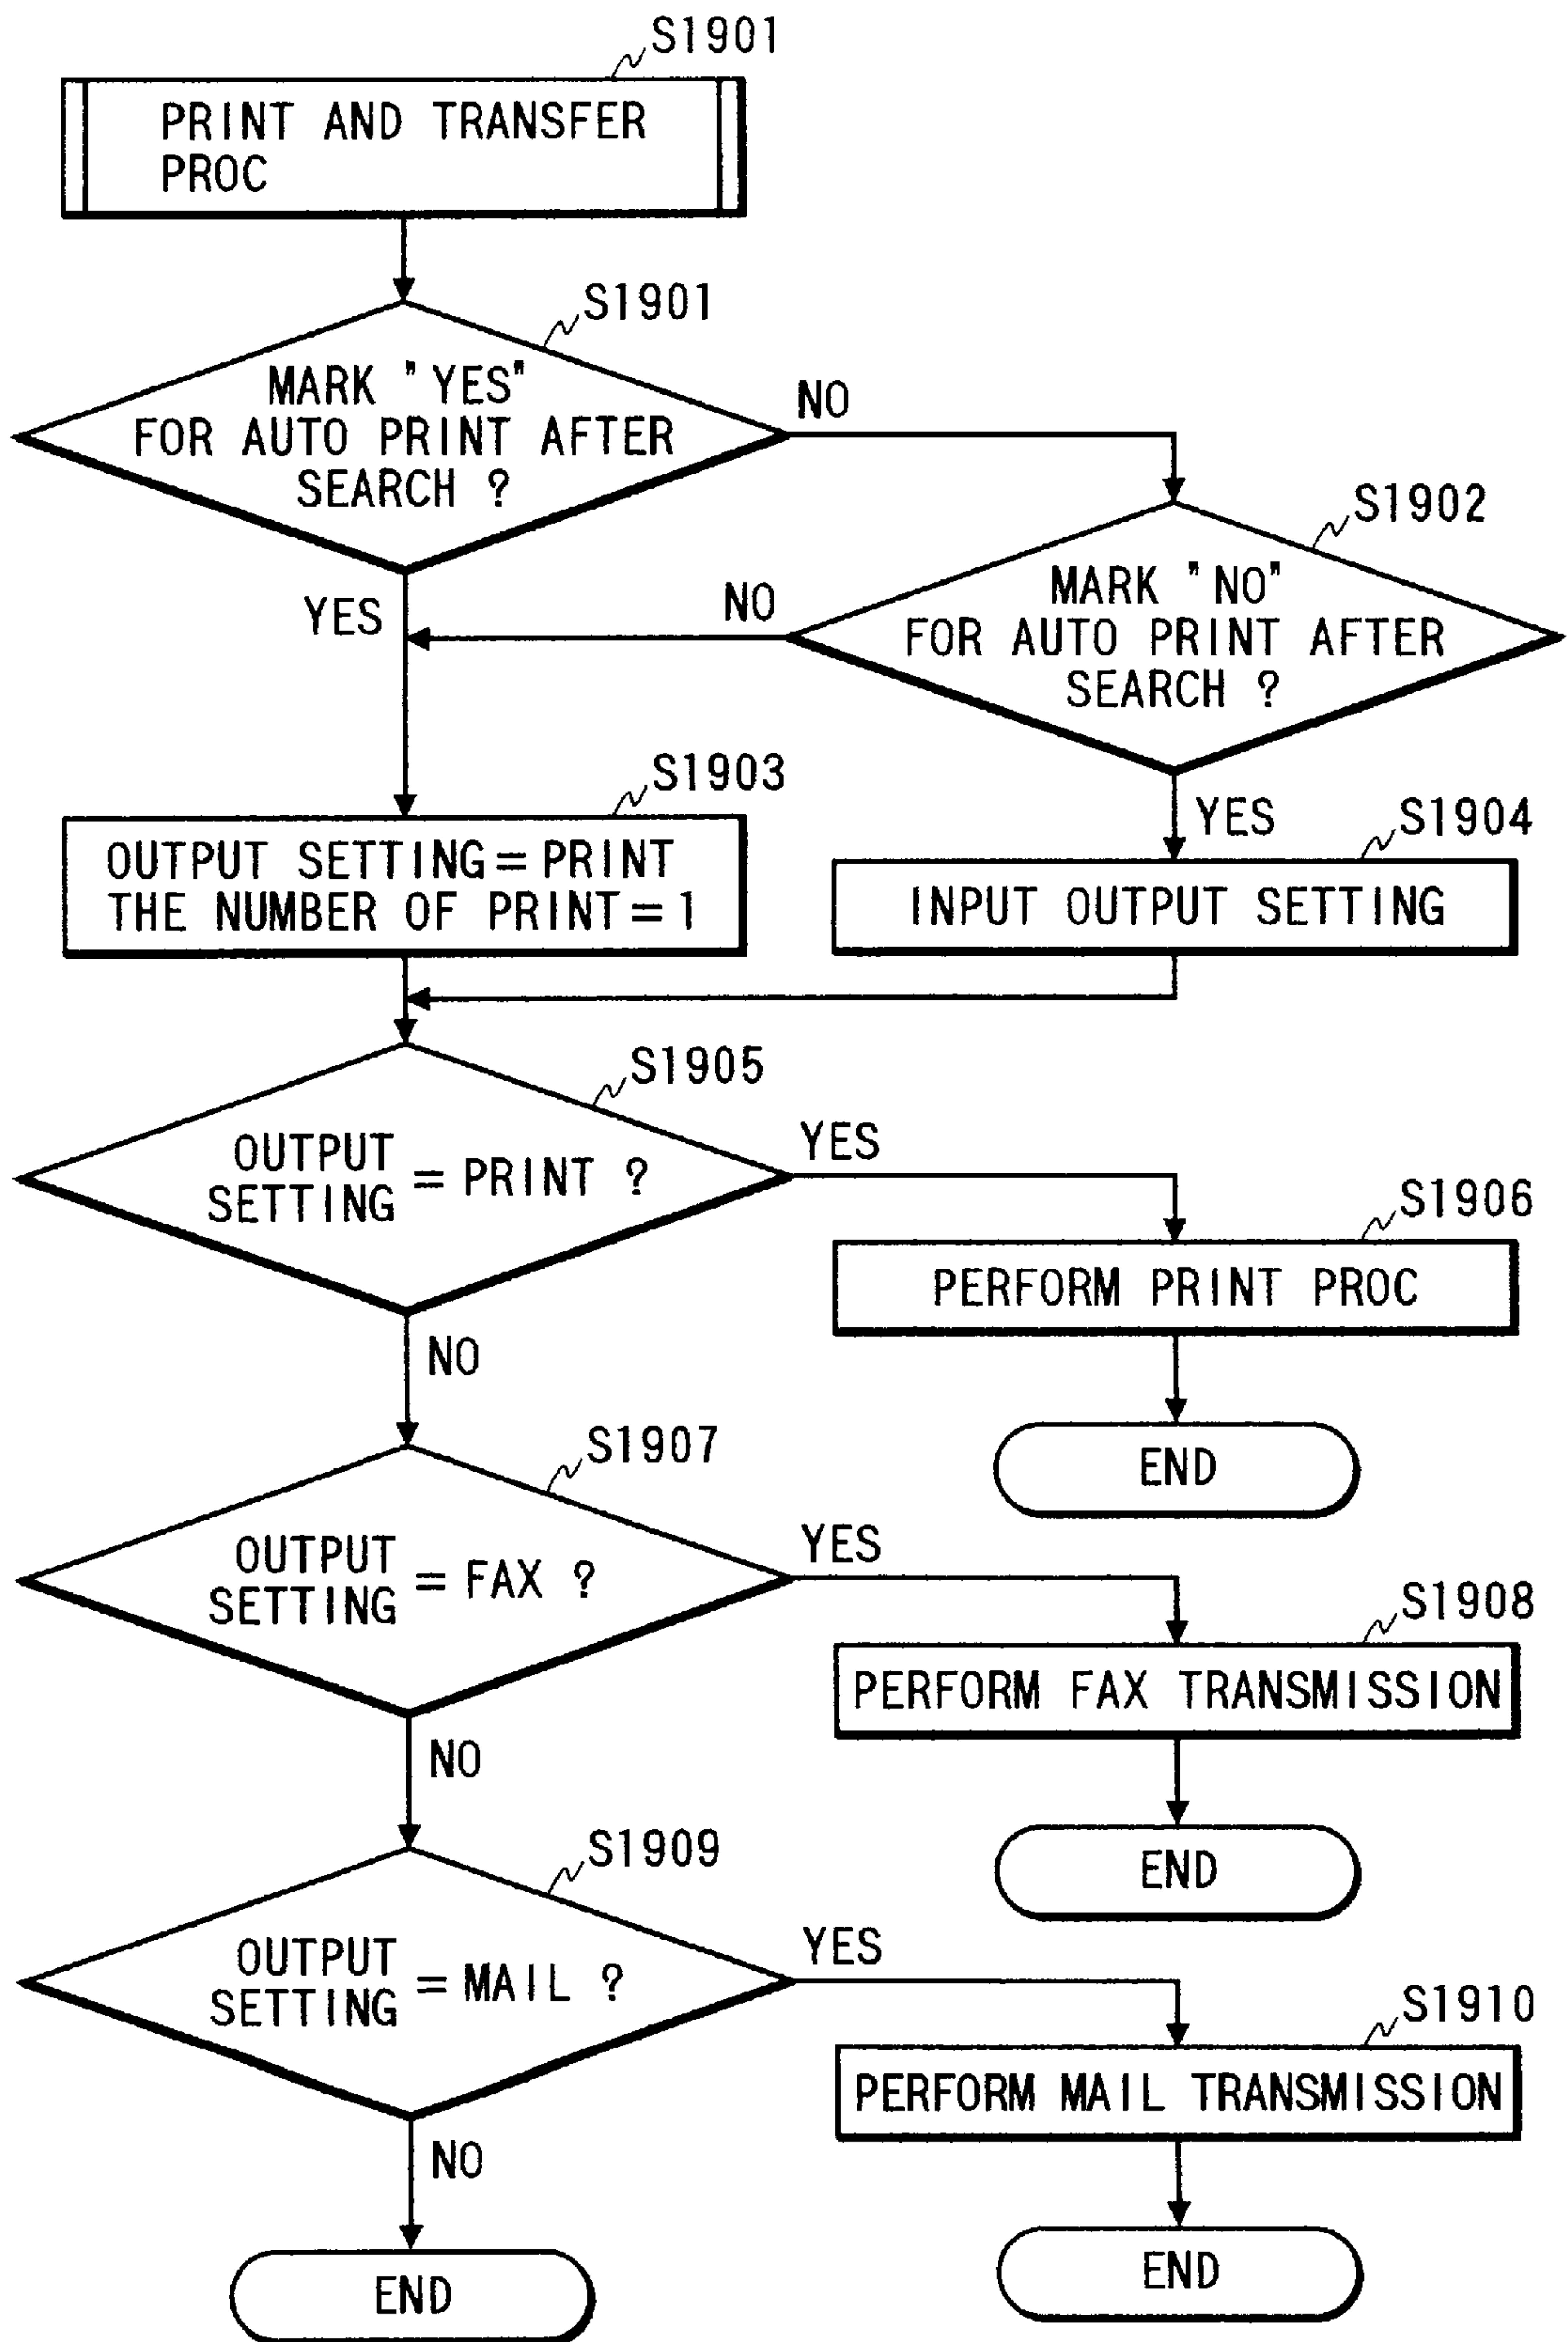 S1901
PRINT AND TRANSFER
PROC
S1901
MARK "YES"
FOR AUTO PRINT AFTER
SEARCH ?
NO
YES
S1902
MARK "NO"
FOR AUTO PRINT AFTER
SEARCH ?
NO
YES
S1903
OUTPUT SETTING = PRINT
THE NUMBER OF PRINT = 1
S1904
INPUT OUTPUT SETTING
S1905
OUTPUT
SETTING = PRINT ?
YES
NO
S1906
PERFORM PRINT PROC
END
S1907
OUTPUT
SETTING = FAX ?
YES
NO
S1908
PERFORM FAX TRANSMISSION
END
S1909
OUTPUT
SETTING = MAIL ?
YES
NO
S1910
PERFORM MAIL TRANSMISSION
END
END